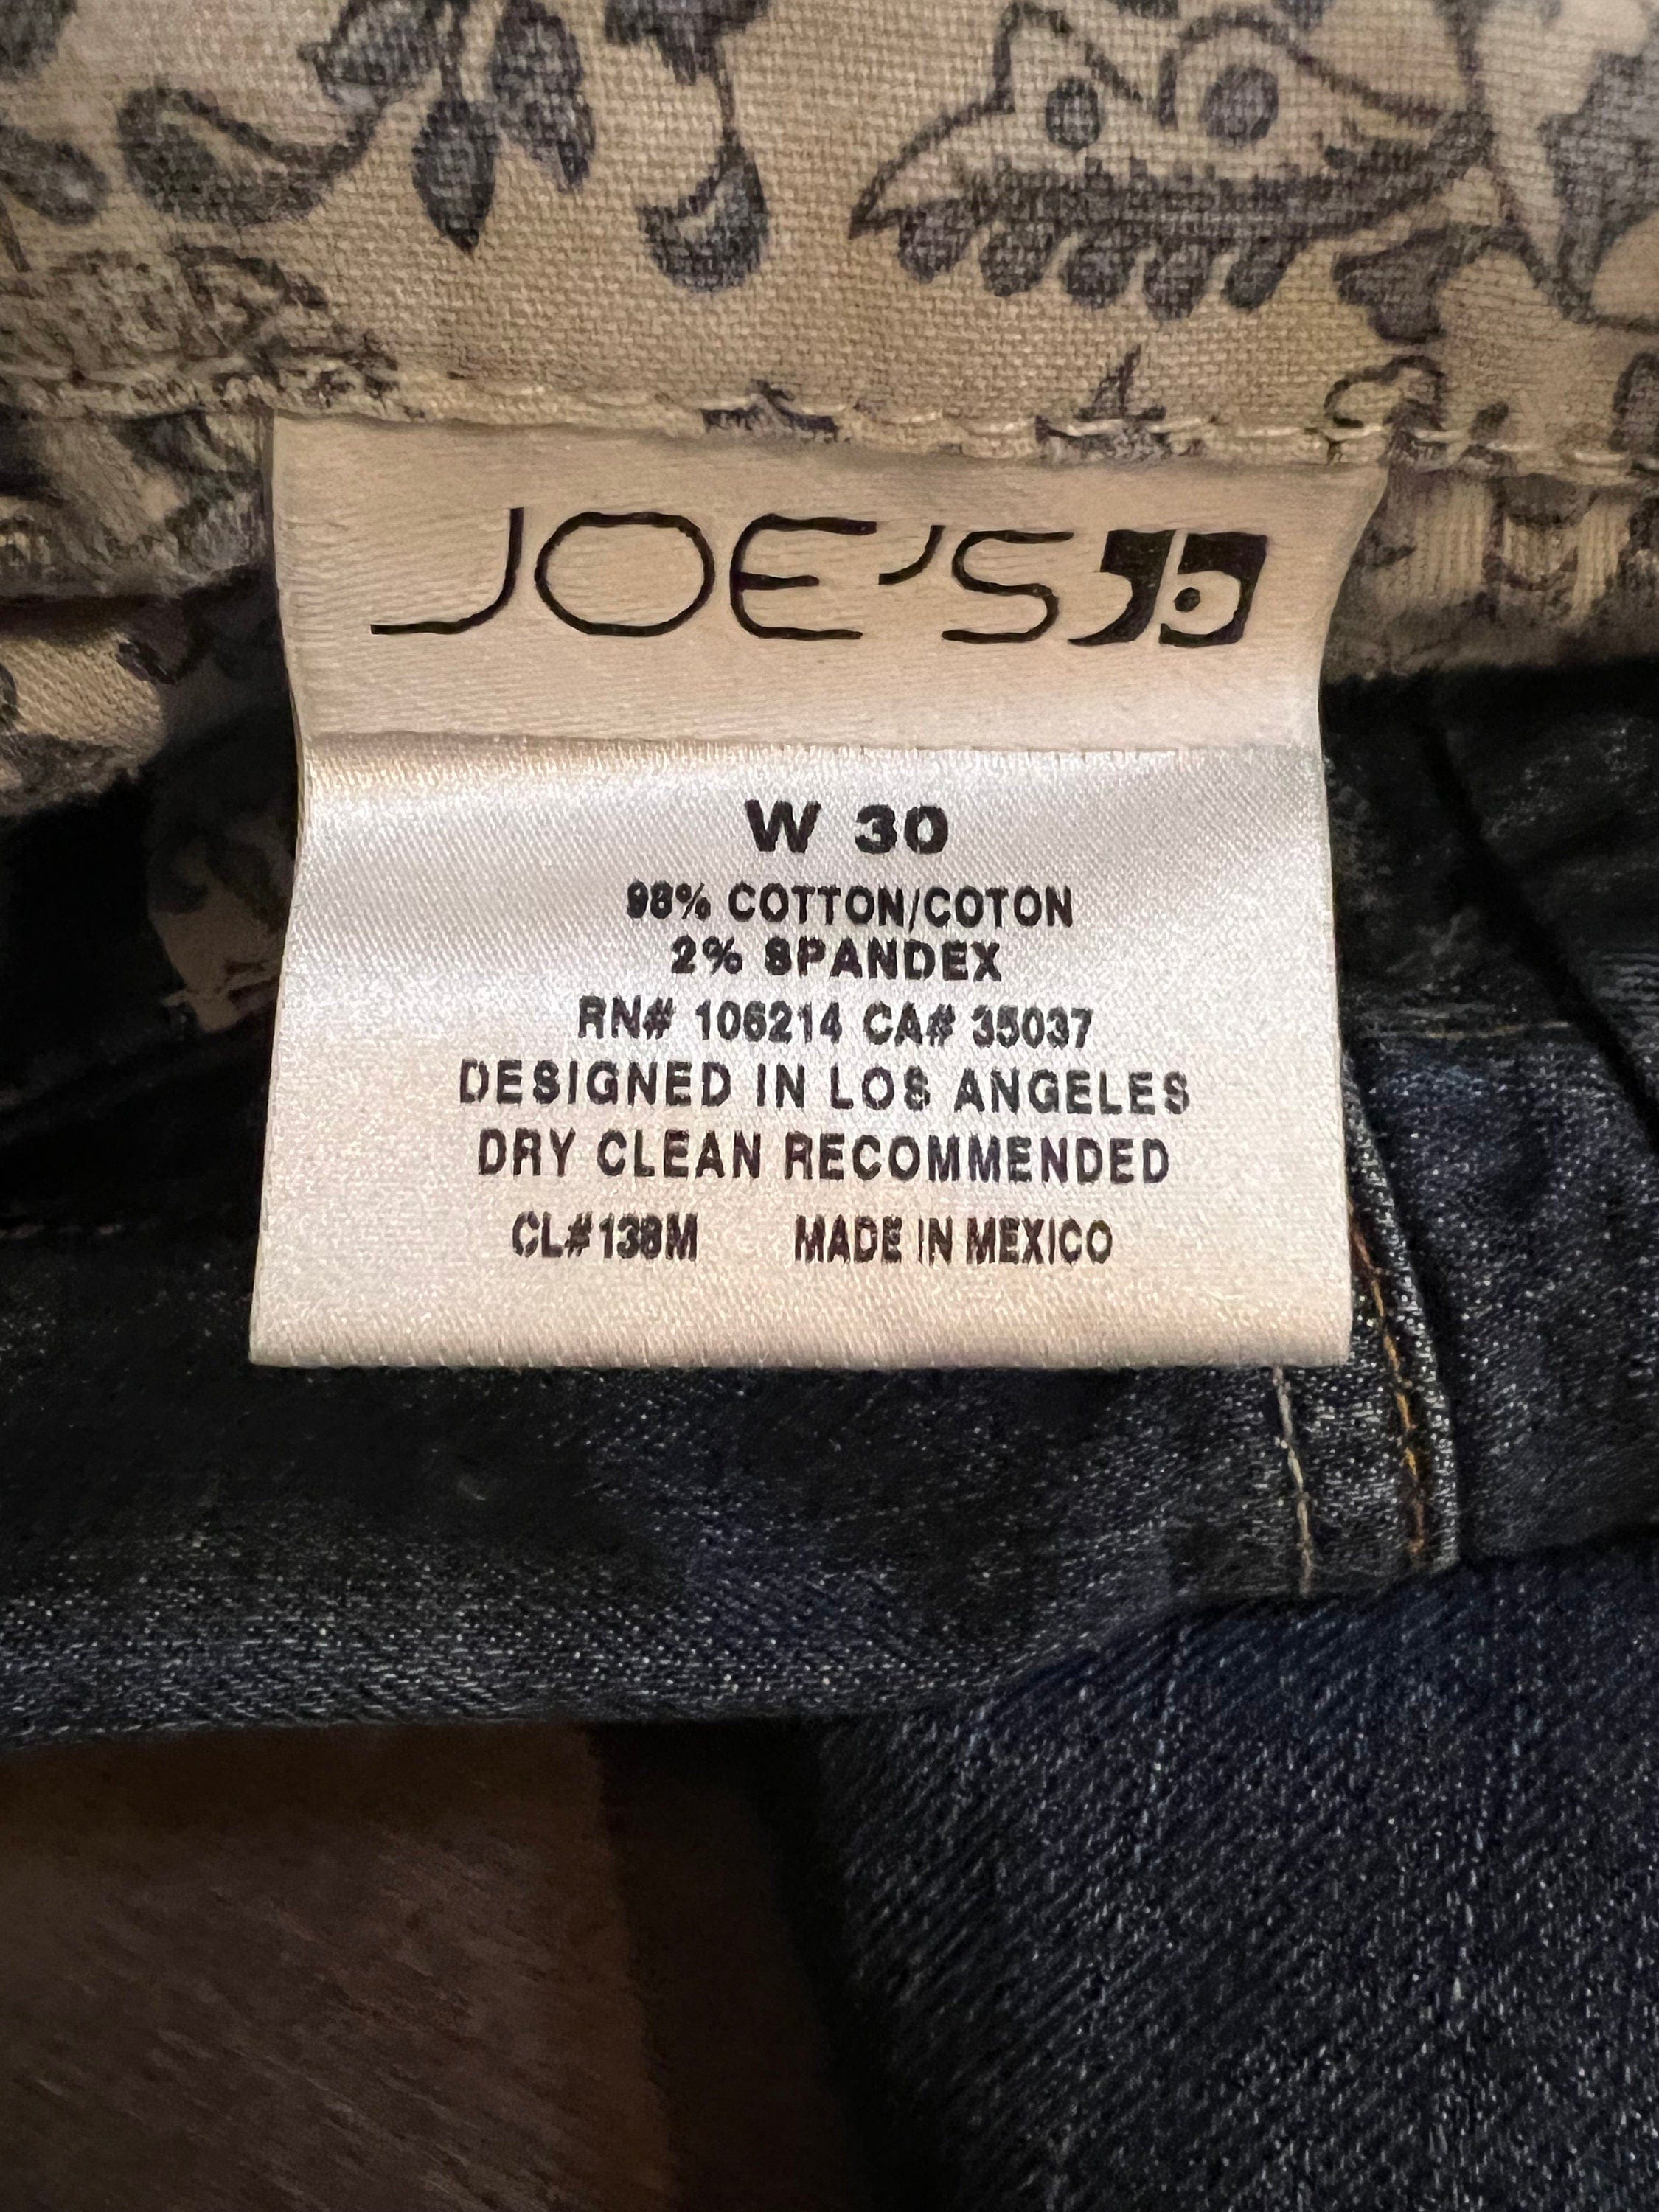 JOE'S
W 30
98% COTTON/COTON
2% SPANDEX
RN# 106214 CA# 35037
DESIGNED IN LOS ANGELES
DRY CLEAN RECOMMENDED
CL#138M MADE IN MEXICO